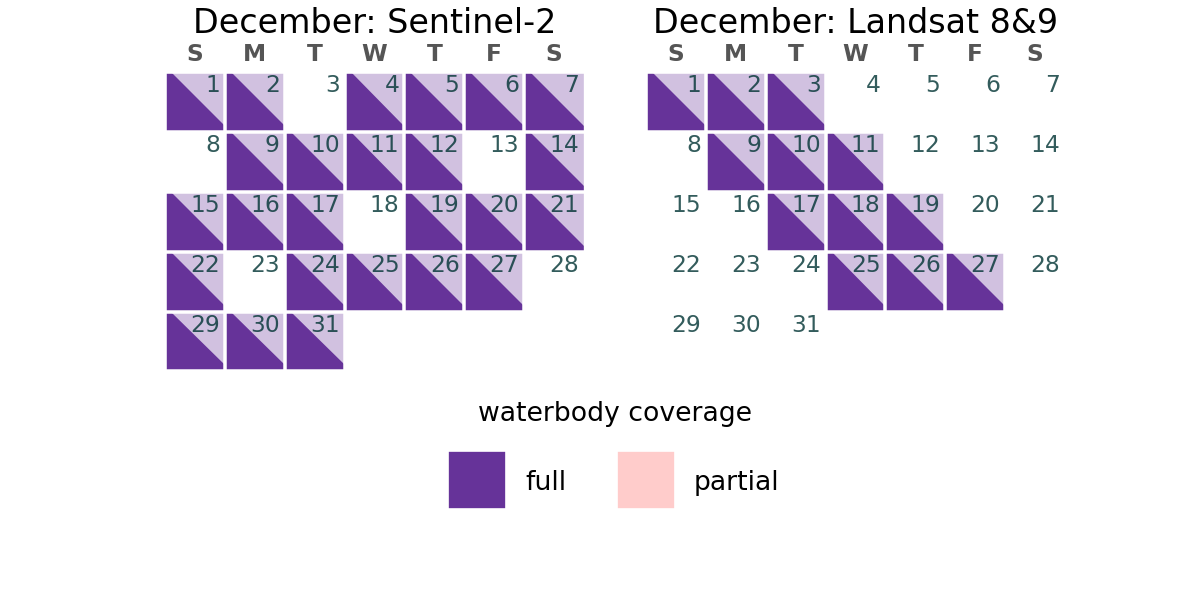 December: Sentinel-2
S M T W T F S
1 2 3 4 5 6 7
8 9 10 11 12 13 14
15 16 17 18 19 20 21
22 23 24 25 26 27 28
29 30 31
December: Landsat 8&9
S M T W T F S
1 2 3 4 5 6 7
8 9 10 11 12 13 14
15 16 17 18 19 20 21
22 23 24 25 26 27 28
29 30 31
waterbody coverage
full partial